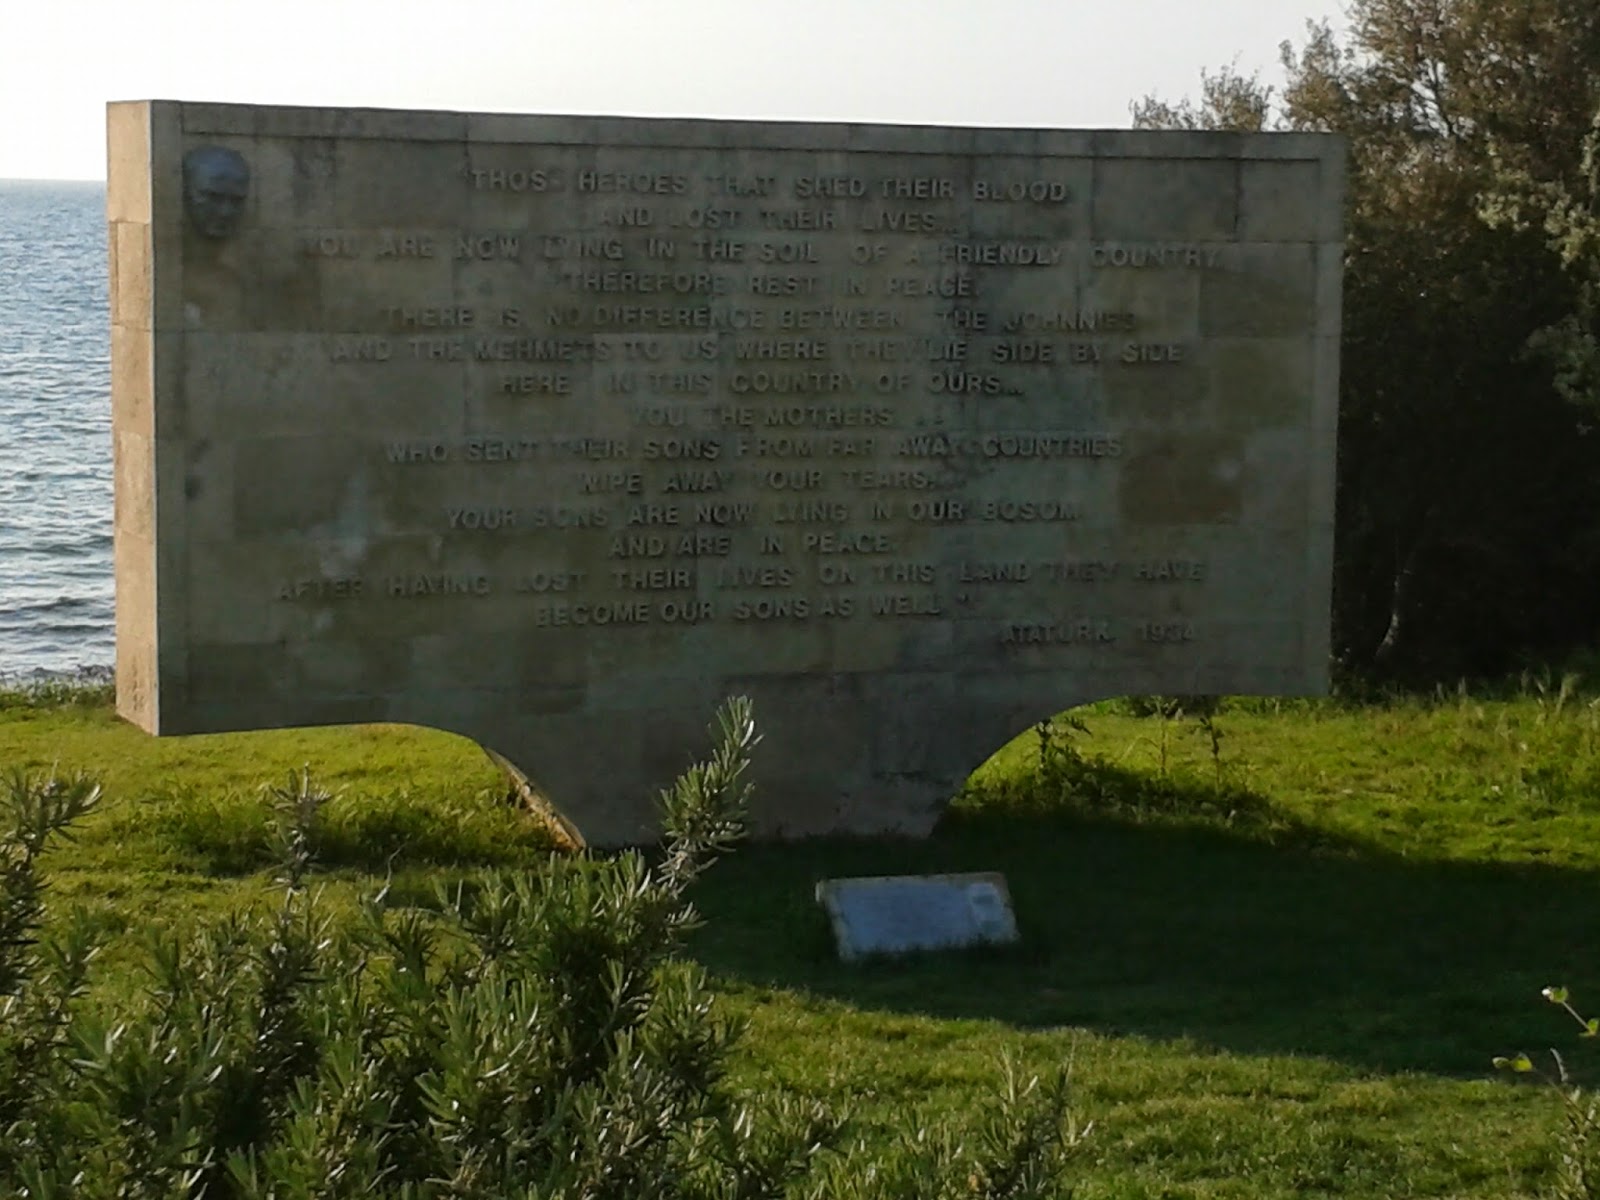 "THOSE HEROES THAT SHED THEIR BLOOD
AND LOST THEIR LIVES...
YOU ARE NOW LYING IN THE SOIL OF A FRIENDLY COUNTRY.
THEREFORE REST IN PEACE.
THERE IS NO DIFFERENCE BETWEEN THE JOHNNIES
AND THE MEHMETS TO US WHERE THEY LIE SIDE BY SIDE
HERE IN THIS COUNTRY OF OURS...
YOU THE MOTHERS
WHO SENT THEIR SONS FROM FAR AWAY COUNTRIES
WIPE AWAY YOUR TEARS.
YOUR SONS ARE NOW LYING IN OUR BOSOM
AND ARE IN PEACE.
AFTER HAVING LOST THEIR LIVES ON THIS LAND THEY HAVE
BECOME OUR SONS AS WELL"
ATATURK 1934